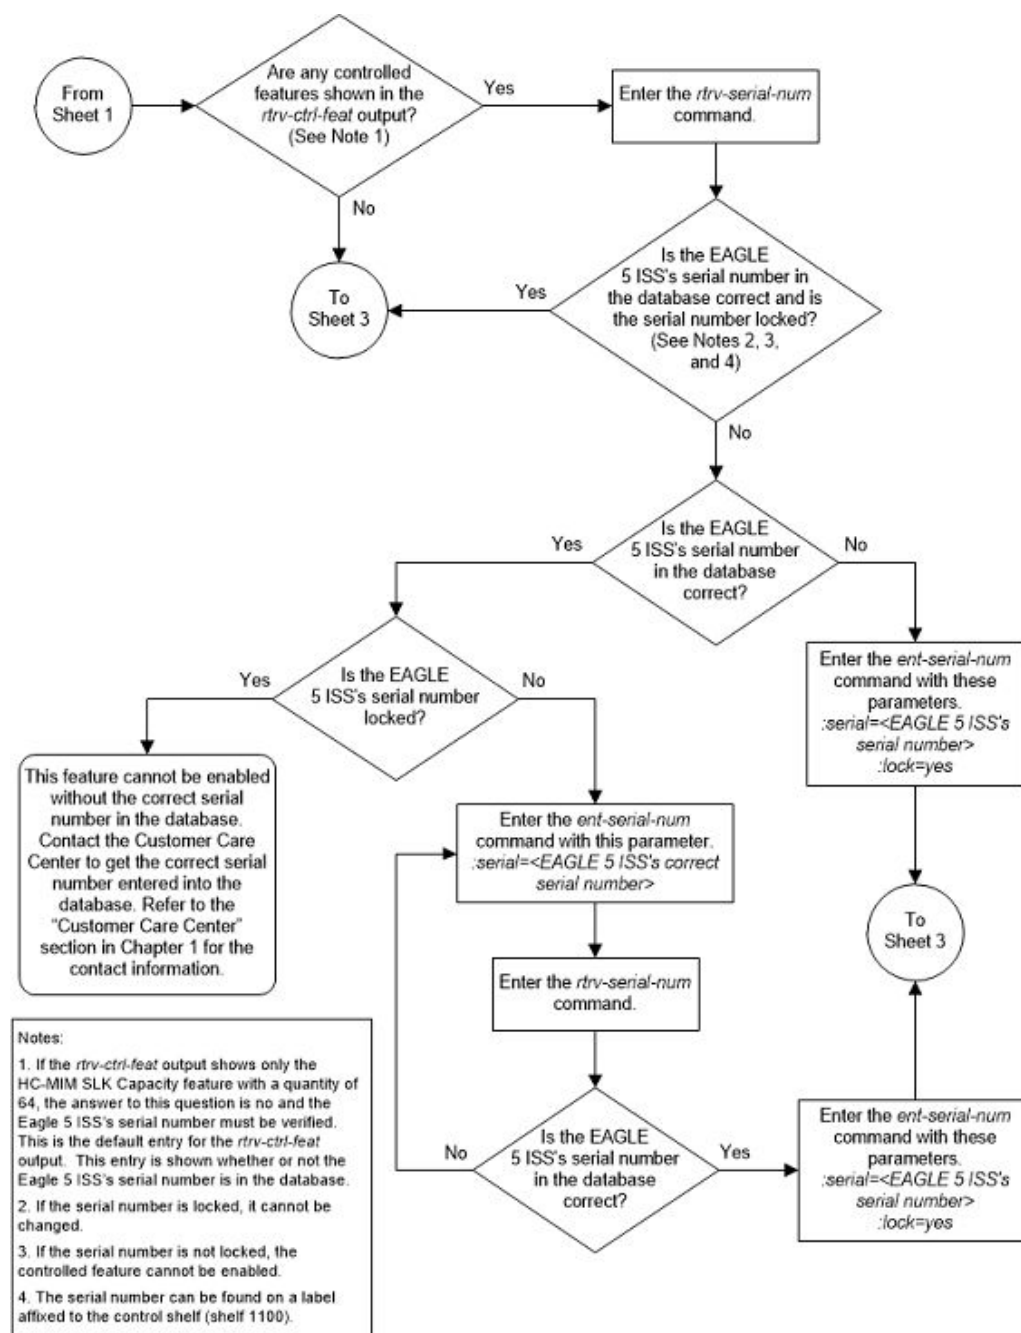 From
Sheet 1
Are any controlled
features shown in the
rtrv-ctrl-feat output?
(See Note 1)
Yes
Enter the rtrv-serial-num
command.
No
To
Sheet 3
Yes
Is the EAGLE
5 ISS's serial number in
the database correct and is
the serial number locked?
(See Notes 2, 3,
and 4)
No
Is the EAGLE
5 ISS's serial number
in the database
correct?
Yes
No
Is the EAGLE
5 ISS's serial number
locked?
Yes
No
Enter the ent-serial-num
command with these
parameters.
:serial=<EAGLE 5 ISS's
serial number>
:lock=yes
This feature cannot be enabled
without the correct serial
number in the database.
Contact the Customer Care
Center to get the correct serial
number entered into the
database. Refer to the
"Customer Care Center"
section in Chapter 1 for the
contact information.
Enter the ent-serial-num
command with this parameter.
:serial=<EAGLE 5 ISS's correct
serial number>
To
Sheet 3
Enter the rtrv-serial-num
command.
Is the EAGLE
5 ISS's serial number
in the database
correct?
No
Yes
Enter the ent-serial-num
command with these
parameters.
:serial=<EAGLE 5 ISS's
serial number>
:lock=yes
Notes:
1. If the rtrv-ctrl-feat output shows only the
HC-MIM SLK Capacity feature with a quantity of
64, the answer to this question is no and the
Eagle 5 ISS's serial number must be verified.
This is the default entry for the rtrv-ctrl-feat
output. This entry is shown whether or not the
Eagle 5 ISS's serial number is in the database.
2. If the serial number is locked, it cannot be
changed.
3. If the serial number is not locked, the
controlled feature cannot be enabled.
4. The serial number can be found on a label
affixed to the control shelf (shelf 1100).